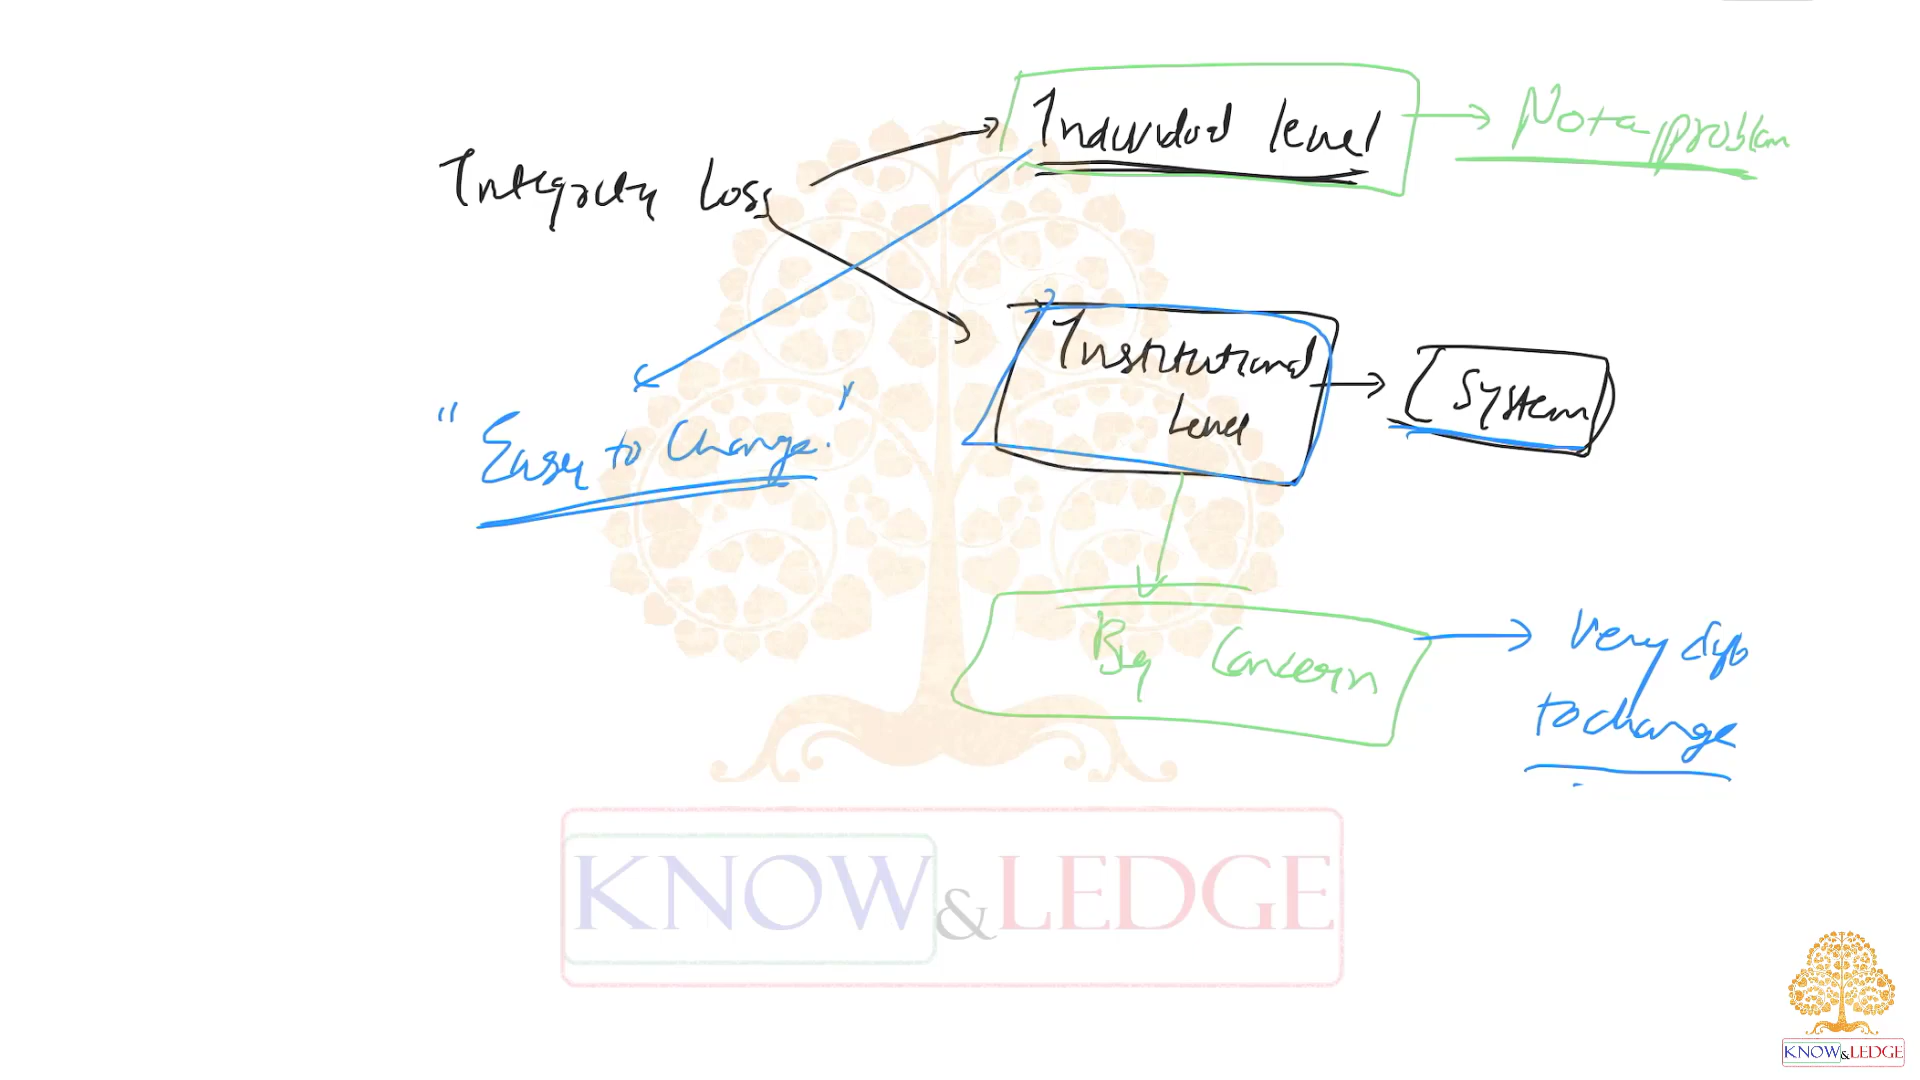 Integrity Loss
Individual level
Not a problem
Institutional
Level
System
"Easy to Change."
Big Concern
Very diff
to change
KNOW&LEDGE
KNOW&LEDGE